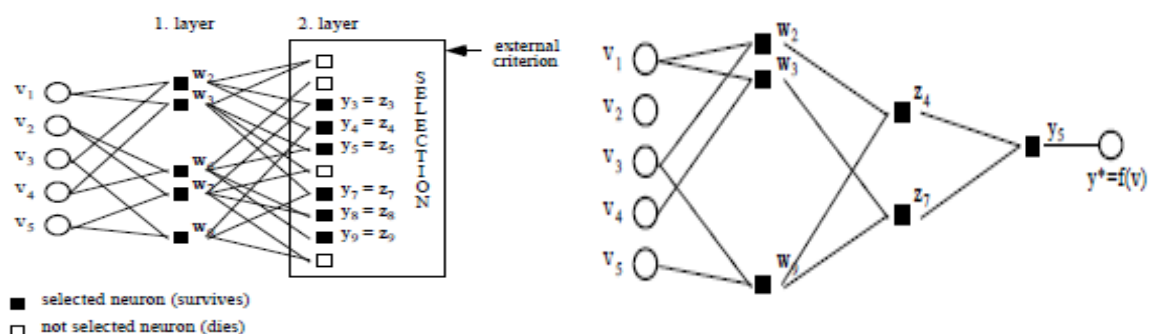 1. layer
2. layer
external
criterion
SELECTION
v1
v2
v3
v4
v5
w2
w3
y3 = z3
y4 = z4
y5 = z5
y7 = z7
y8 = z8
y9 = z9
selected neuron (survives)
not selected neuron (dies)
v1
v2
v3
v4
v5
w2
w3
w9
z4
z7
y5
y*=f(v)